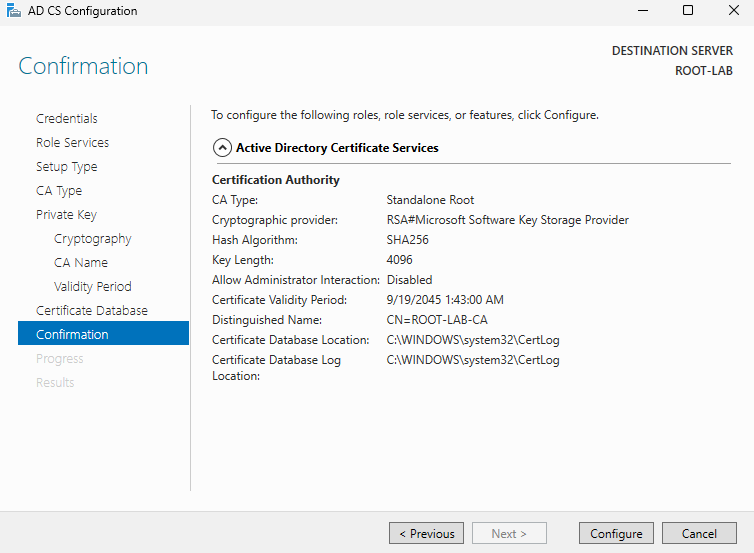 AD CS Configuration
Confirmation
DESTINATION SERVER
ROOT-LAB
Credentials
Role Services
Setup Type
CA Type
Private Key
Cryptography
CA Name
Validity Period
Certificate Database
Confirmation
Progress
Results
To configure the following roles, role services, or features, click Configure.
Active Directory Certificate Services
Certification Authority
CA Type: Standalone Root
Cryptographic provider: RSA#Microsoft Software Key Storage Provider
Hash Algorithm: SHA256
Key Length: 4096
Allow Administrator Interaction: Disabled
Certificate Validity Period: 9/19/2045 1:43:00 AM
Distinguished Name: CN=ROOT-LAB-CA
Certificate Database Location: C:\WINDOWS\system32\CertLog
Certificate Database Log C:\WINDOWS\system32\CertLog
Location:
< Previous Next > Configure Cancel